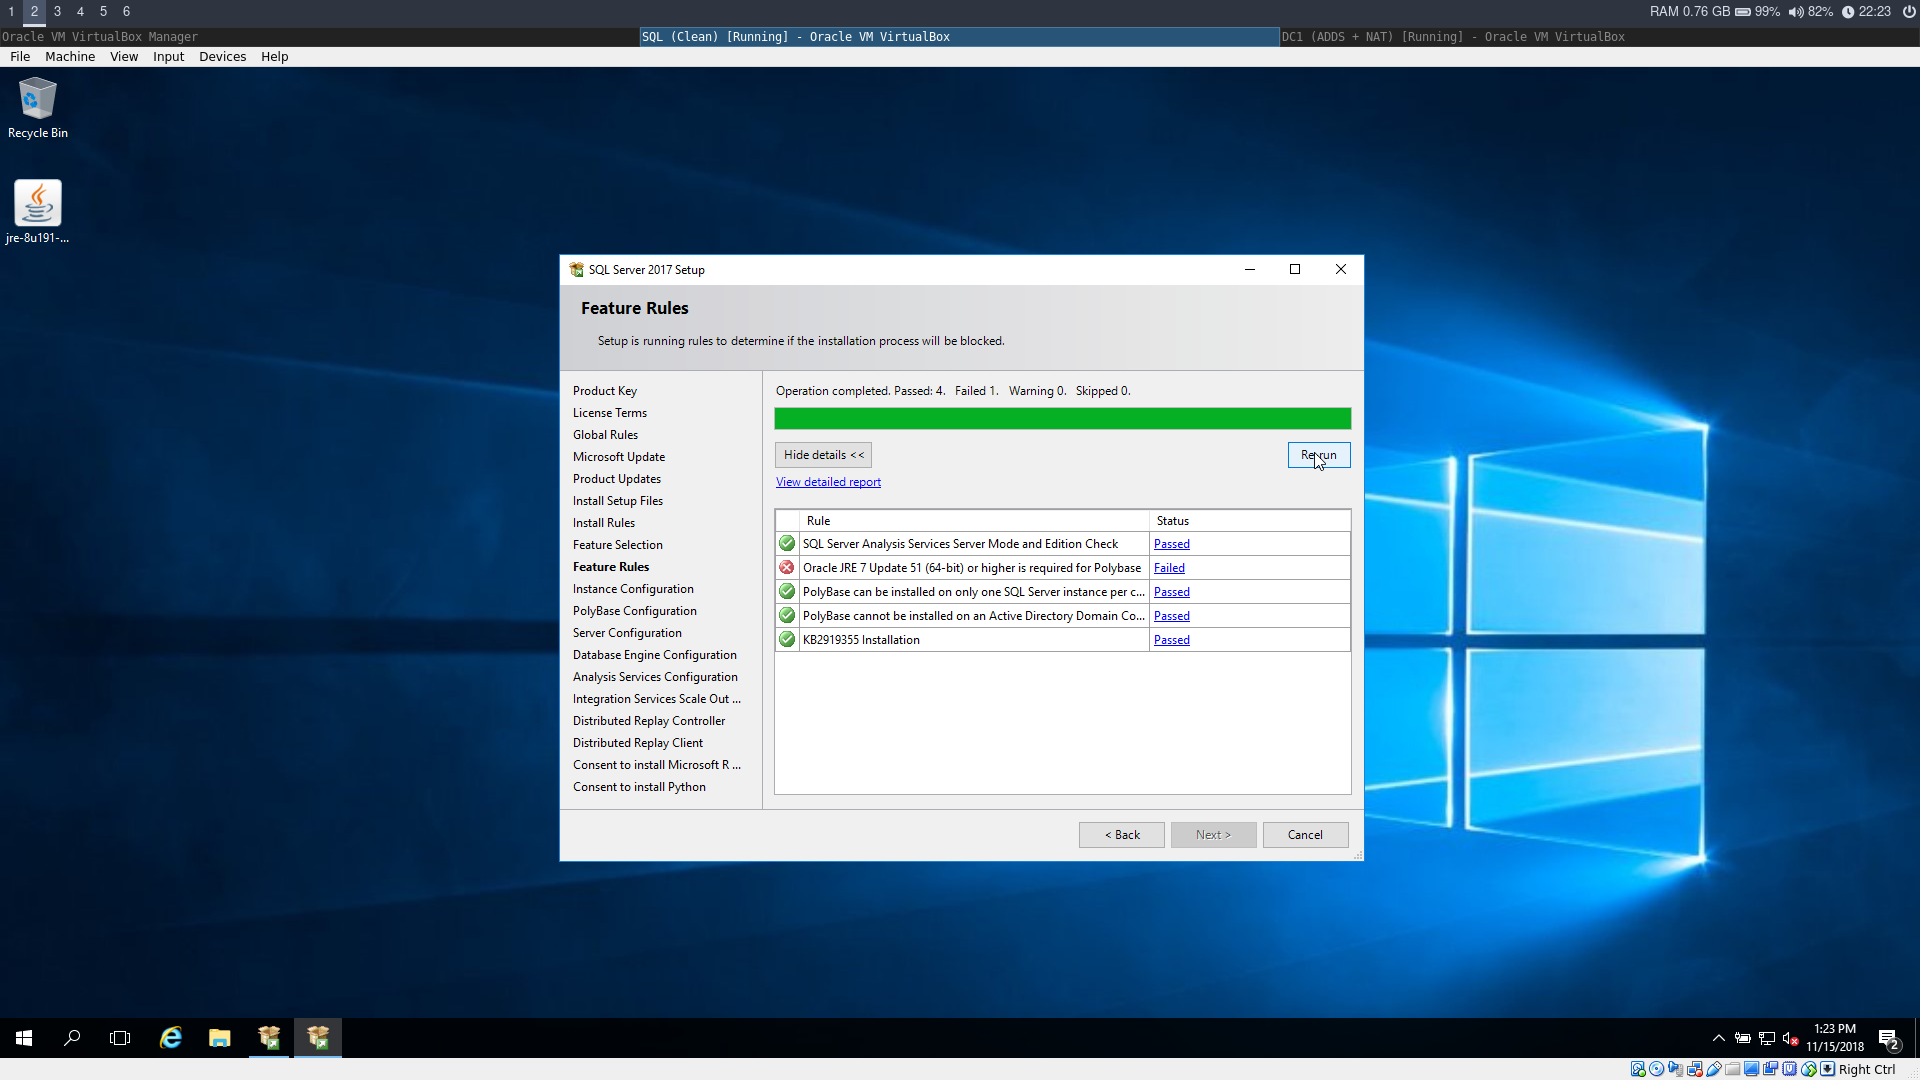 1 2 3 4 5 6
RAM 0.76 GB 99% 82% 22:23
Oracle VM VirtualBox Manager
SQL (Clean) [Running] - Oracle VM VirtualBox
DC1 (ADDS + NAT) [Running] - Oracle VM VirtualBox
File Machine View Input Devices Help
Recycle Bin
jre-8u191-...
SQL Server 2017 Setup
Feature Rules
Setup is running rules to determine if the installation process will be blocked.
Product Key
License Terms
Global Rules
Microsoft Update
Product Updates
Install Setup Files
Install Rules
Feature Selection
Feature Rules
Instance Configuration
PolyBase Configuration
Server Configuration
Database Engine Configuration
Analysis Services Configuration
Integration Services Scale Out ...
Distributed Replay Controller
Distributed Replay Client
Consent to install Microsoft R ...
Consent to install Python
Operation completed. Passed: 4. Failed 1. Warning 0. Skipped 0.
Hide details <<
Re-run
View detailed report
Rule Status
SQL Server Analysis Services Server Mode and Edition Check Passed
Oracle JRE 7 Update 51 (64-bit) or higher is required for Polybase Failed
PolyBase can be installed on only one SQL Server instance per c... Passed
PolyBase cannot be installed on an Active Directory Domain Co... Passed
KB2919355 Installation Passed
< Back Next > Cancel
1:23 PM
11/15/2018
2
Right Ctrl